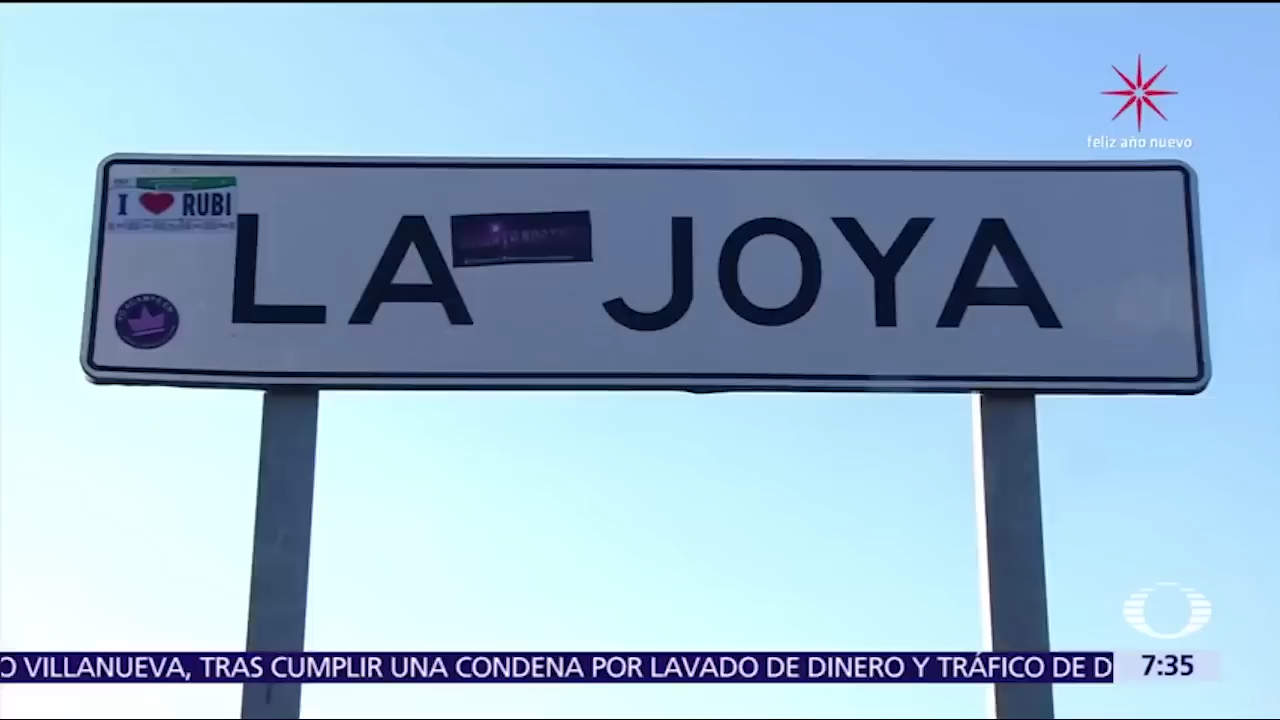 feliz año nuevo
I ❤ RUBI
LA JOYA
O VILLANUEVA, TRAS CUMPLIR UNA CONDENA POR LAVADO DE DINERO Y TRÁFICO DE D
7:35